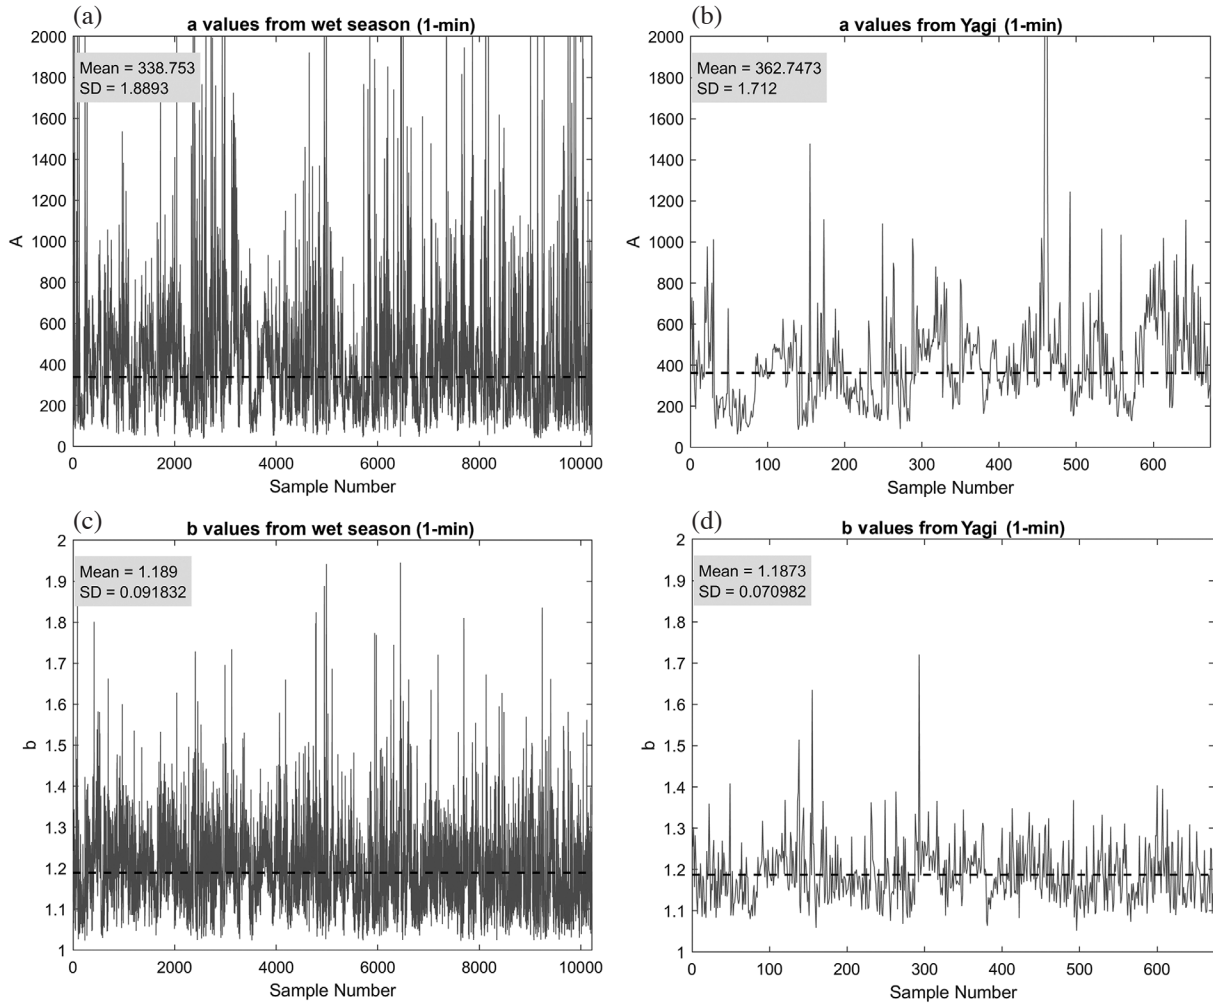 (a)
a values from wet season (1-min)
Mean = 338.753
SD = 1.8893
2000
1800
1600
1400
1200
1000
800
600
400
200
0
A
0 2000 4000 6000 8000 10000
Sample Number
(b)
a values from Yagi (1-min)
Mean = 362.7473
SD = 1.712
2000
1800
1600
1400
1200
1000
800
600
400
200
0
A
0 100 200 300 400 500 600
Sample Number
(c)
b values from wet season (1-min)
Mean = 1.189
SD = 0.091832
2
1.9
1.8
1.7
1.6
1.5
1.4
1.3
1.2
1.1
1
b
0 2000 4000 6000 8000 10000
Sample Number
(d)
b values from Yagi (1-min)
Mean = 1.1873
SD = 0.070982
2
1.9
1.8
1.7
1.6
1.5
1.4
1.3
1.2
1.1
1
b
0 100 200 300 400 500 600
Sample Number